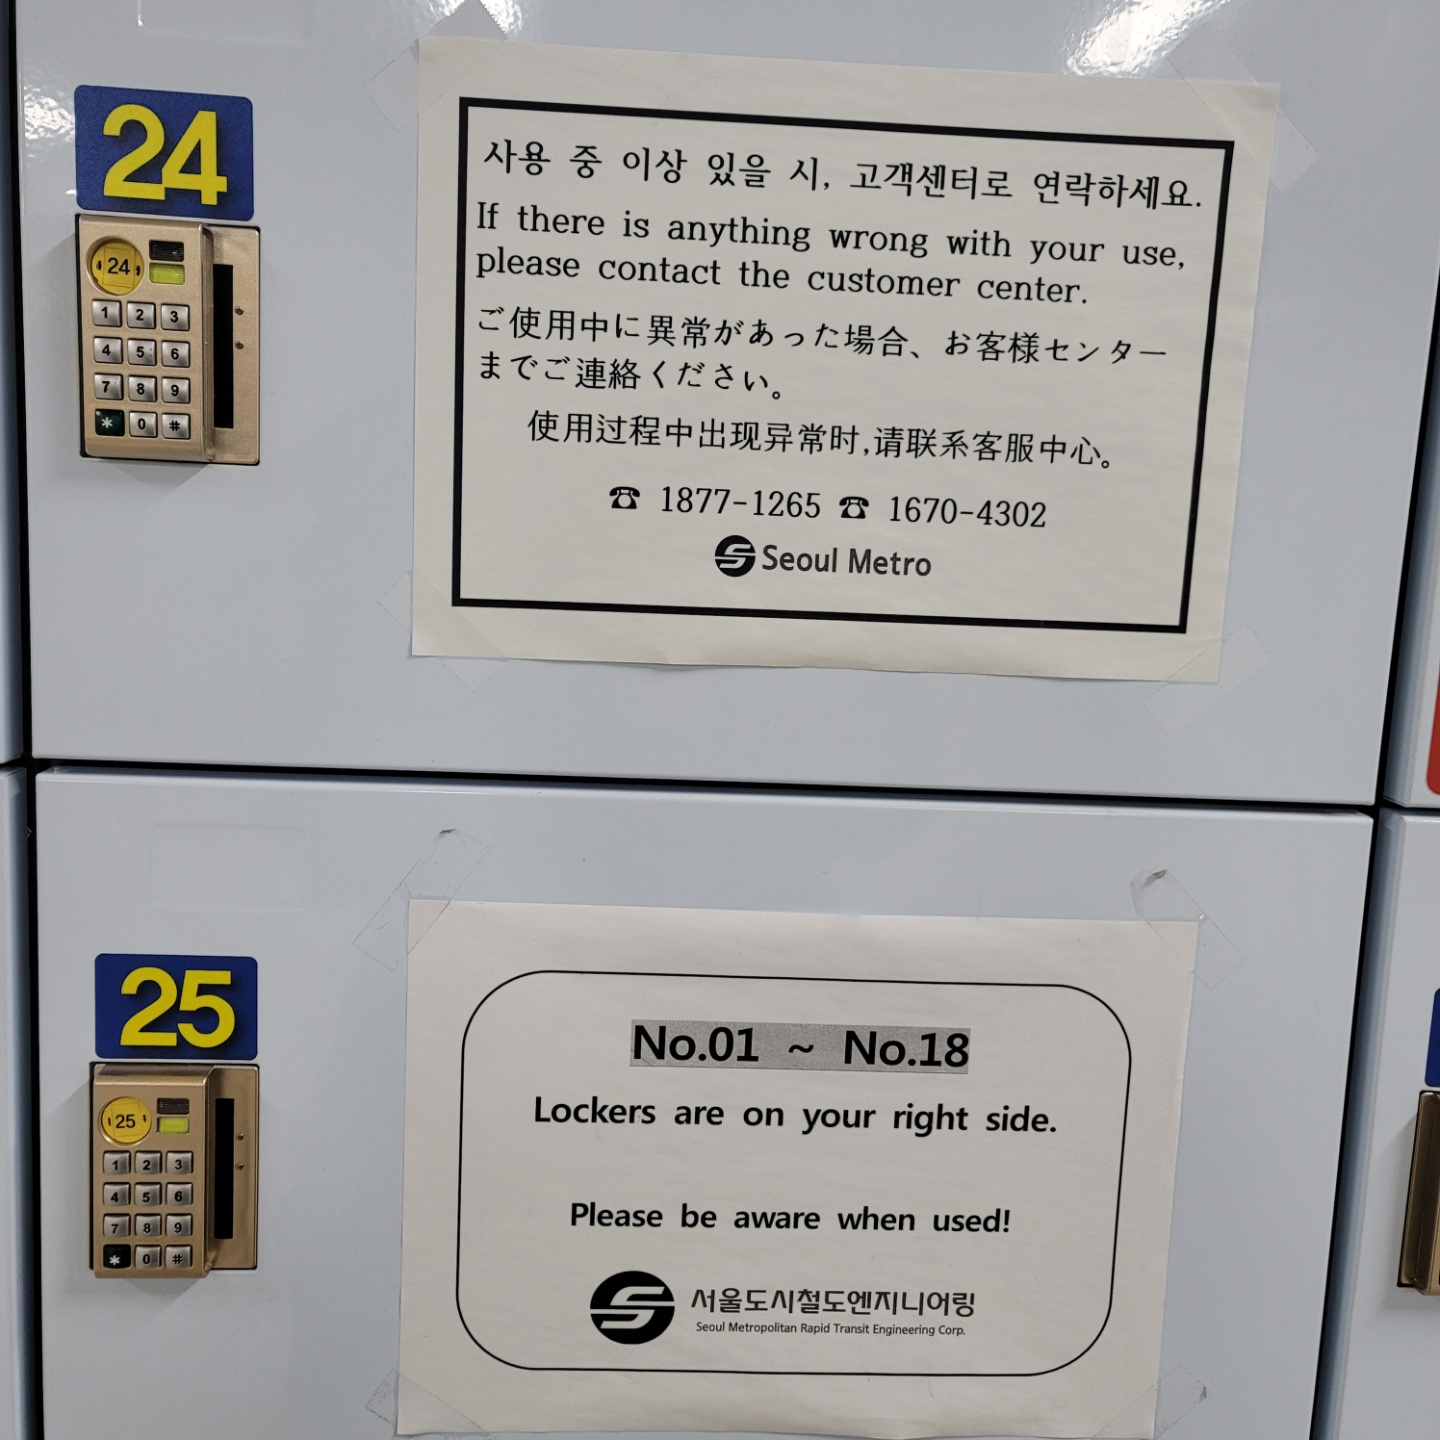 24
24
1 2 3
4 5 6
7 8 9
* 0 #
사용 중 이상 있을 시, 고객센터로 연락하세요.
If there is anything wrong with your use,
please contact the customer center.
ご使用中に異常があった場合、お客様センター
までご連絡ください。
使用过程中出现异常时,请联系客服中心。
☎ 1877-1265 ☎ 1670-4302
Seoul Metro
25
25
1 2 3
4 5 6
7 8 9
* 0 #
No.01 ~ No.18
Lockers are on your right side.
Please be aware when used!
서울도시철도엔지니어링
Seoul Metropolitan Rapid Transit Engineering Corp.